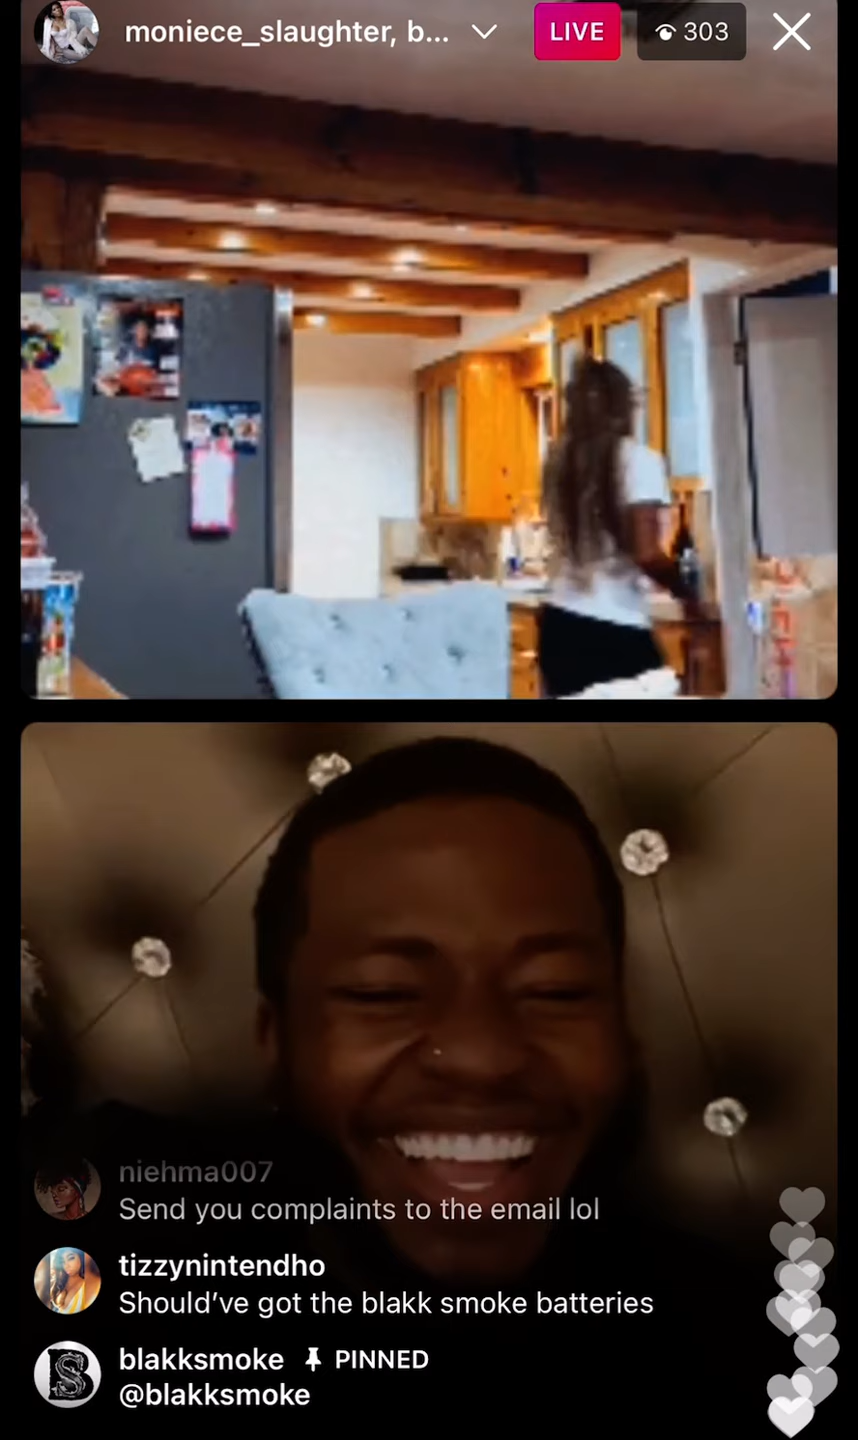 moniece_slaughter, b...
LIVE
303
niehma007
Send you complaints to the email lol
tizzynintendho
Should’ve got the blakk smoke batteries
blakksmoke PINNED
@blakksmoke